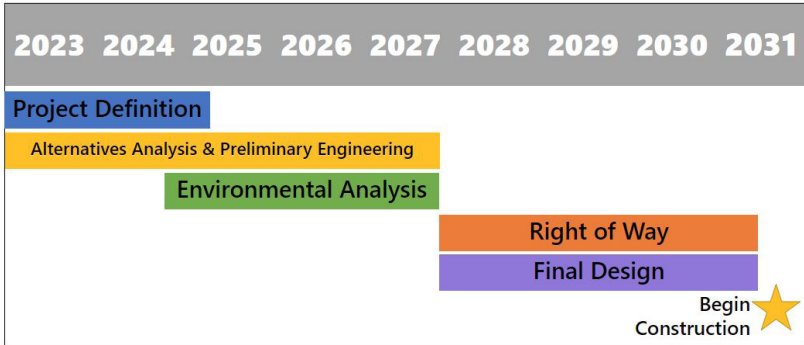 2023 2024 2025 2026 2027 2028 2029 2030 2031
Project Definition
Alternatives Analysis & Preliminary Engineering
Environmental Analysis
Right of Way
Final Design
Begin
Construction